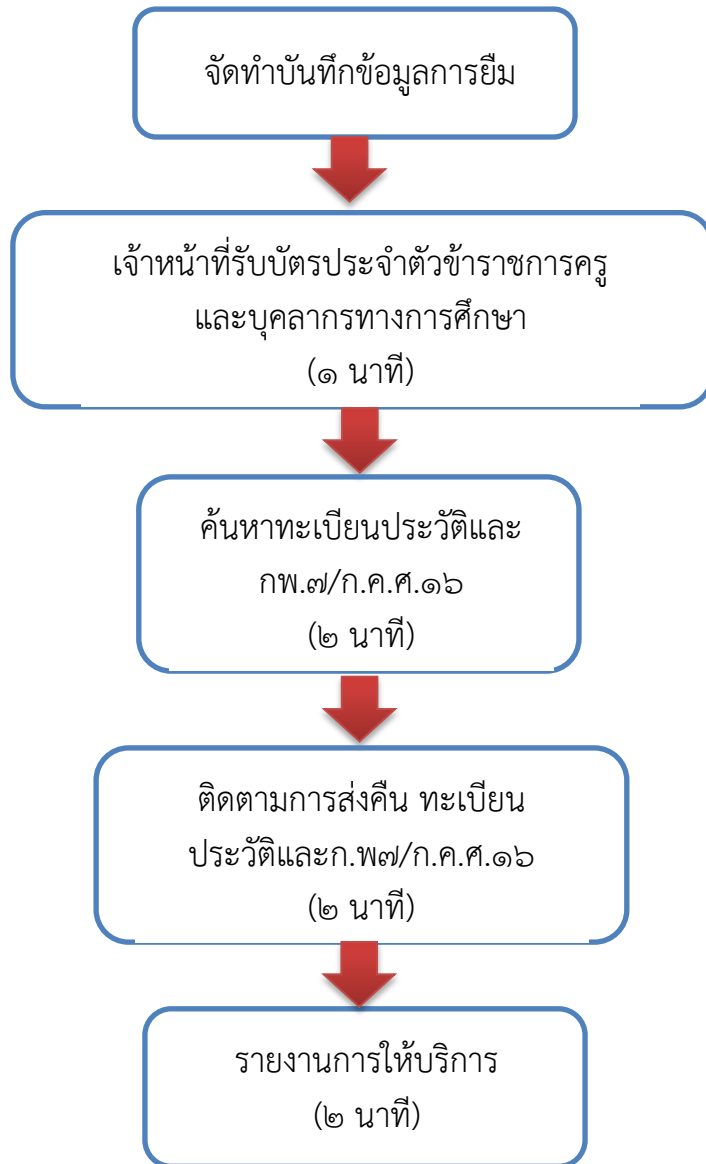 จัดทำบันทึกข้อมูลการยืม
เจ้าหน้าที่รับบัตรประจำตัวข้าราชการครู
และบุคลากรทางการศึกษา
(๑ นาที)
ค้นหาทะเบียนประวัติและ
กพ.๗/ก.ค.ศ.๑๖
(๒ นาที)
ติดตามการส่งคืน ทะเบียน
ประวัติและก.พ๗/ก.ค.ศ.๑๖
(๒ นาที)
รายงานการให้บริการ
(๒ นาที)